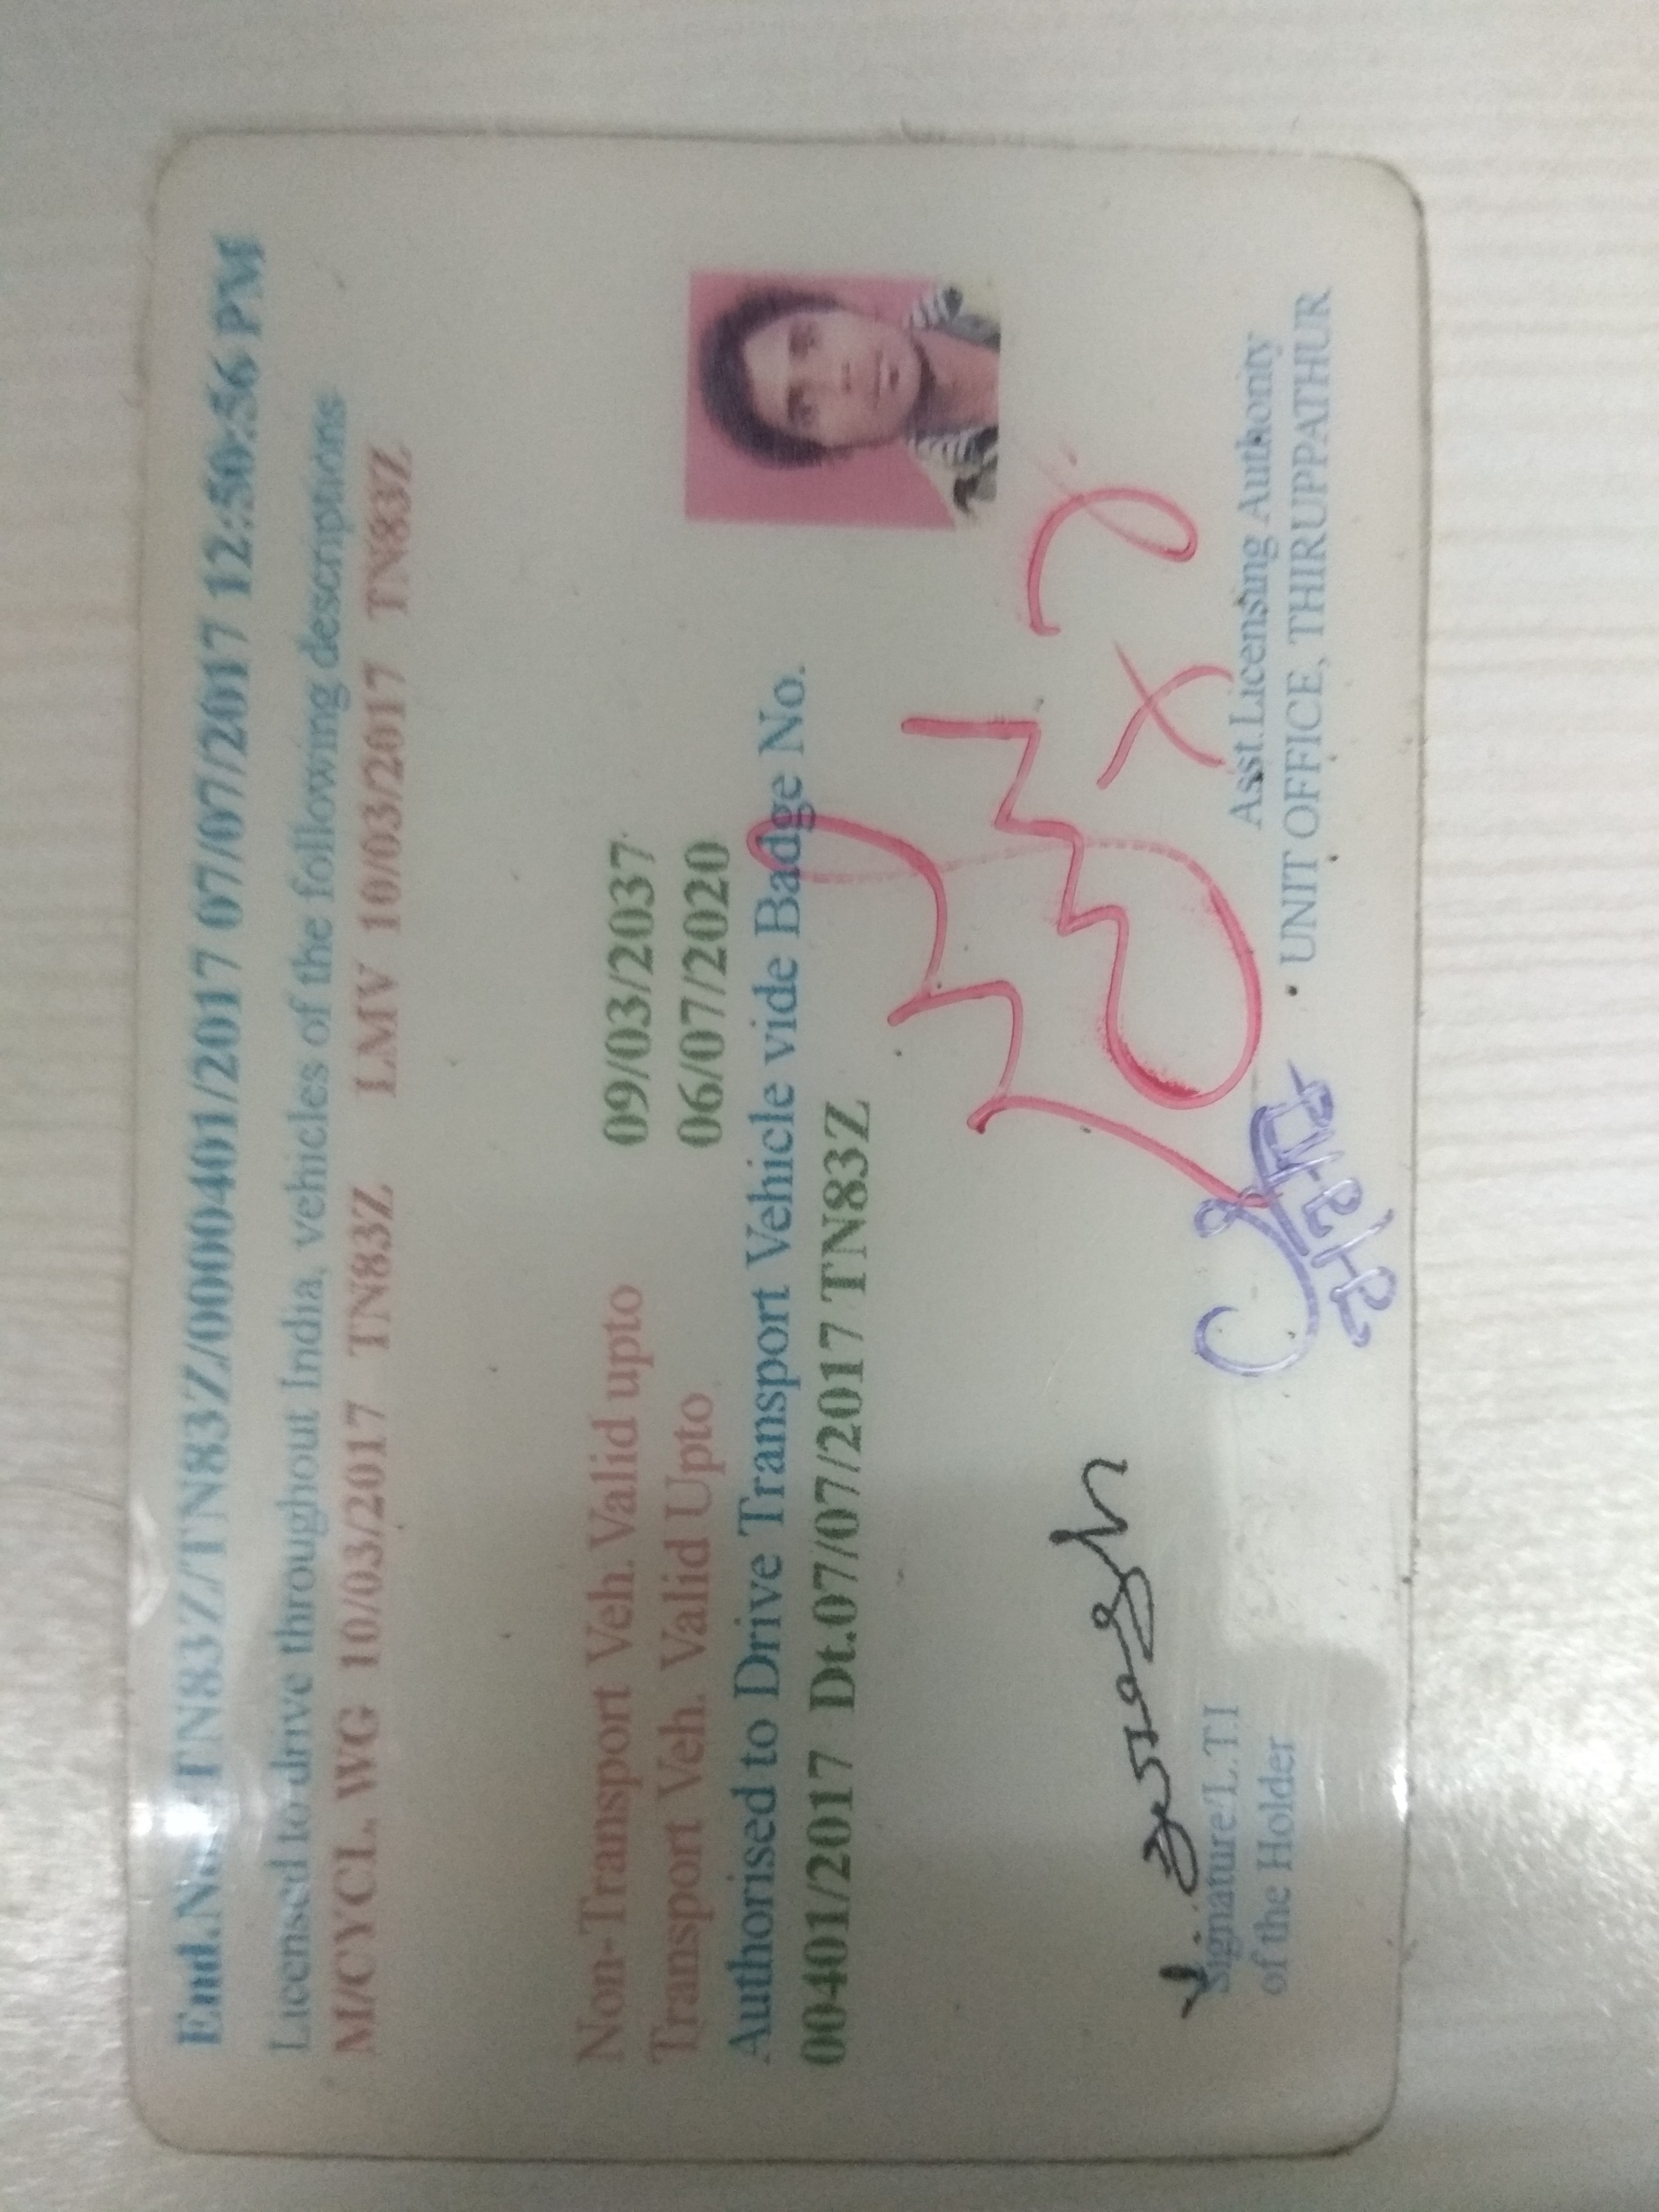 End.No. TN83Z/TN83Z/0000401/2017 07/07/2017 12:50:56 PM
Licensed to drive throughout India, vehicles of the following descriptions
M/CYCL. WG 10/03/2017 TN83Z LMV 10/03/2017 TN83Z
Non-Transport Veh. Valid upto 09/03/2037
Transport Veh. Valid Upto 06/07/2020
Authorised to Drive Transport Vehicle vide Badge No.
00401/2017 Dt.07/07/2017 TN83Z
Signature/L.T.I
of the Holder
Asst.Licensing Authority
UNIT OFFICE, THIRUPPATHUR